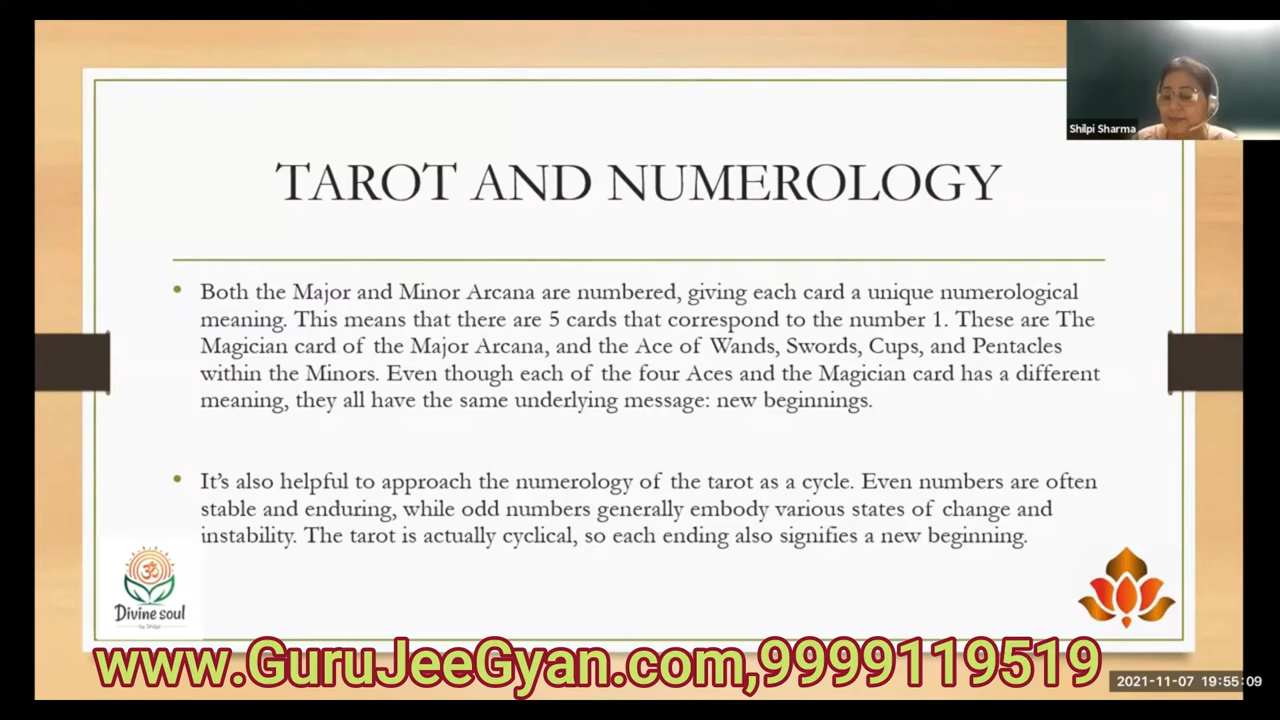 Shilpi Sharma
TAROT AND NUMEROLOGY
Both the Major and Minor Arcana are numbered, giving each card a unique numerological
meaning. This means that there are 5 cards that correspond to the number 1. These are The
Magician card of the Major Arcana, and the Ace of Wands, Swords, Cups, and Pentacles
within the Minors. Even though each of the four Aces and the Magician card has a different
meaning, they all have the same underlying message: new beginnings.
It's also helpful to approach the numerology of the tarot as a cycle. Even numbers are often
stable and enduring, while odd numbers generally embody various states of change and
instability. The tarot is actually cyclical, so each ending also signifies a new beginning.
ॐ
Divine soul
www.GuruJeeGyan.com,9999119519
2021-11-07 19:55:09